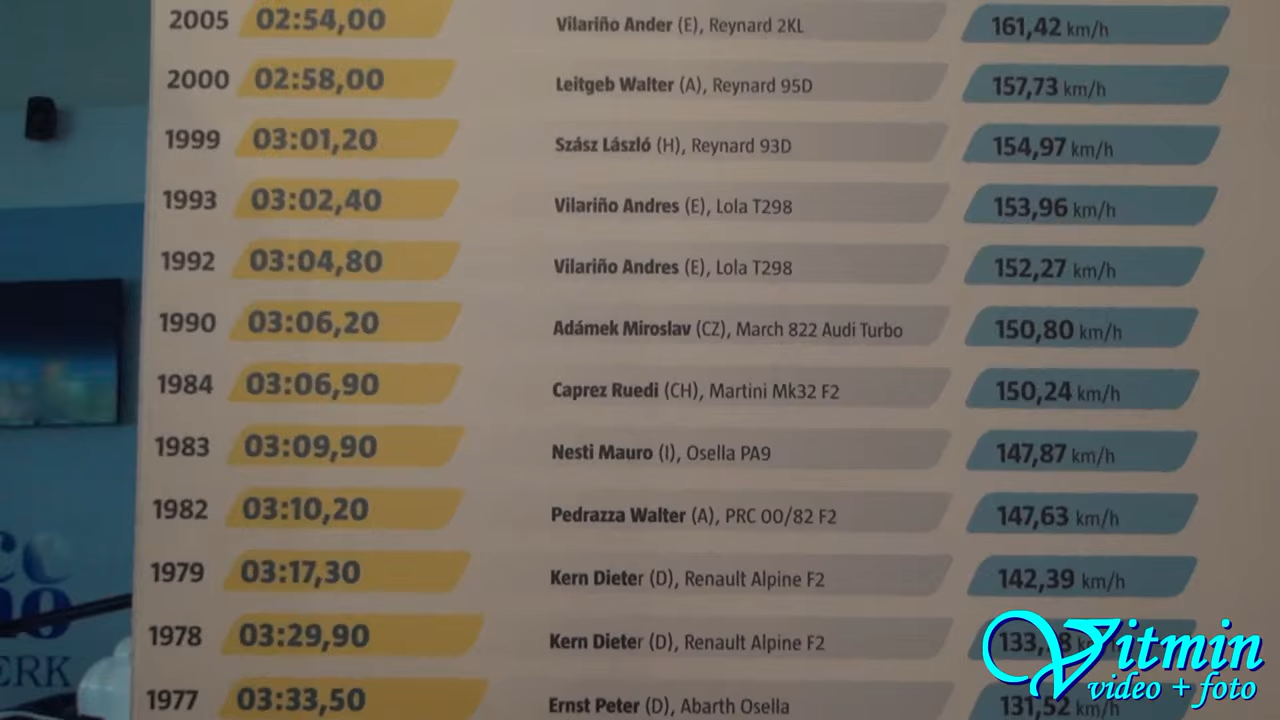 2005 02:54,00 Vilariño Ander (E), Reynard 2KL 161,42 km/h
2000 02:58,00 Leitgeb Walter (A), Reynard 95D 157,73 km/h
1999 03:01,20 Szász László (H), Reynard 93D 154,97 km/h
1993 03:02,40 Vilariño Andres (E), Lola T298 153,96 km/h
1992 03:04,80 Vilariño Andres (E), Lola T298 152,27 km/h
1990 03:06,20 Adámek Miroslav (CZ), March 822 Audi Turbo 150,80 km/h
1984 03:06,90 Caprez Ruedi (CH), Martini Mk32 F2 150,24 km/h
1983 03:09,90 Nesti Mauro (I), Osella PA9 147,87 km/h
1982 03:10,20 Pedrazza Walter (A), PRC 00/82 F2 147,63 km/h
1979 03:17,30 Kern Dieter (D), Renault Alpine F2 142,39 km/h
1978 03:29,90 Kern Dieter (D), Renault Alpine F2
1977 03:33,50 Ernst Peter (D), Abarth Osella 131,52 km/h
Vitmin
video + foto